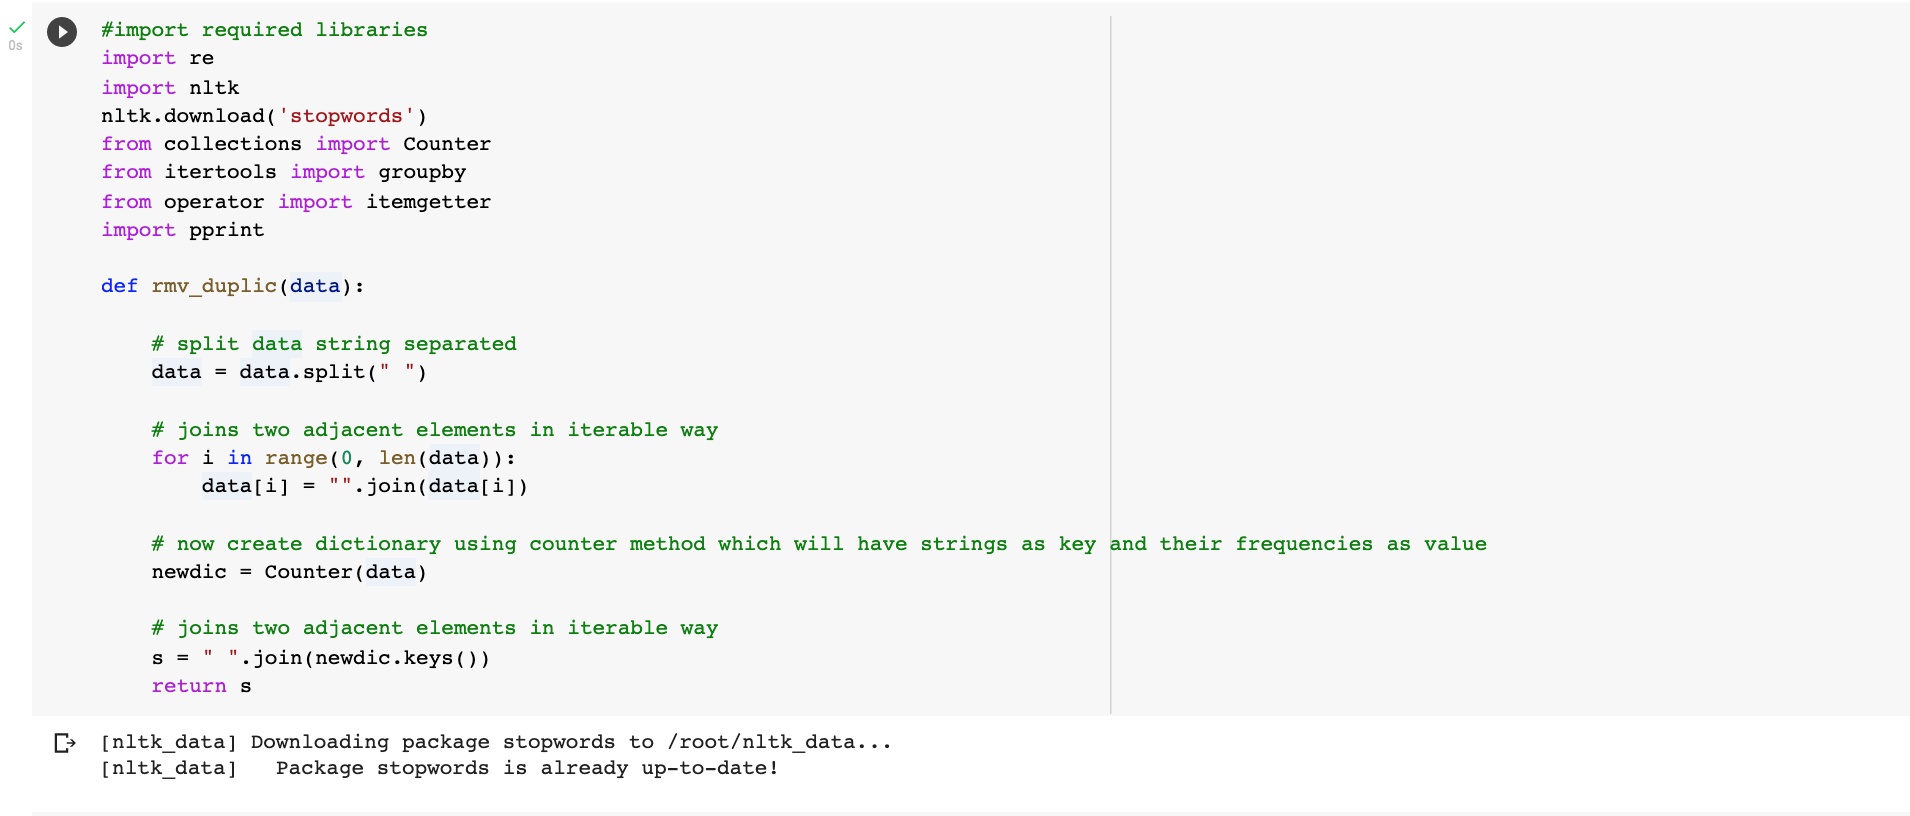 0s
#import required libraries
import re
import nltk
nltk.download('stopwords')
from collections import Counter
from itertools import groupby
from operator import itemgetter
import pprint
def rmv_duplic(data):
# split data string separated
data = data.split(" ")
# joins two adjacent elements in iterable way
for i in range(0, len(data)):
data[i] = "".join(data[i])
# now create dictionary using counter method which will have strings as key and their frequencies as value
newdic = Counter(data)
# joins two adjacent elements in iterable way
s = " ".join(newdic.keys())
return s
[nltk_data] Downloading package stopwords to /root/nltk_data...
[nltk_data]   Package stopwords is already up-to-date!